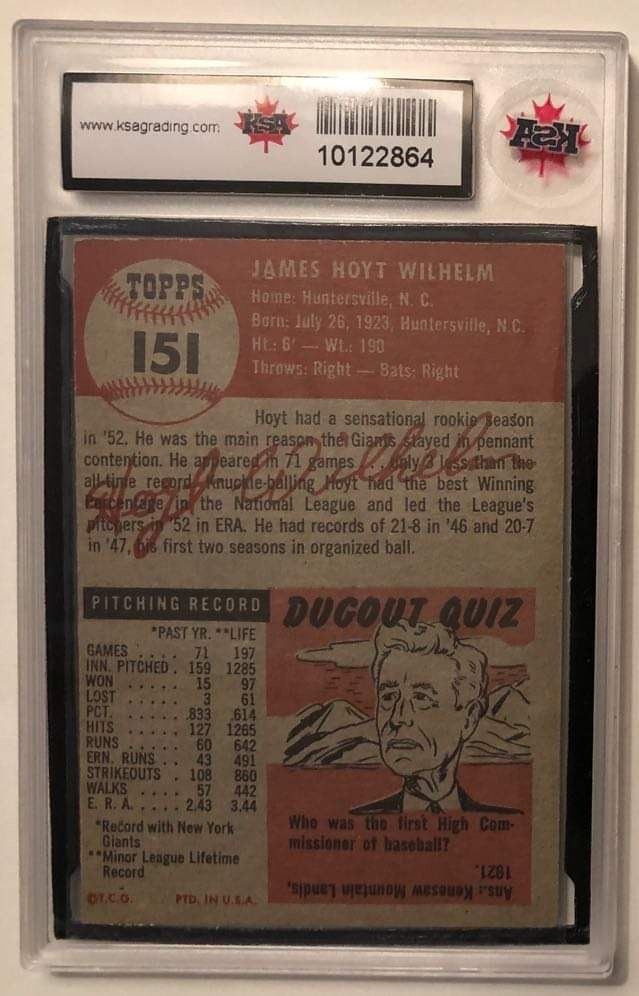 www.ksagrading.com KSA
10122864
KSA
TOPPS
151
JAMES HOYT WILHELM
Home: Huntersville, N. C.
Born: July 26, 1923, Huntersville, N.C.
Ht.: 6' — Wt.: 190
Throws: Right — Bats: Right
Hoyt had a sensational rookie season
in '52. He was the main reason the Giants stayed in pennant
contention. He appeared in 71 games . . . only 3 less than the
all-time record. Knuckle-balling Hoyt had the best Winning
Percentage in the National League and led the League's
pitchers in '52 in ERA. He had records of 21-8 in '46 and 20-7
in '47, his first two seasons in organized ball.
Hoyt Wilhelm
PITCHING RECORD
*PAST YR. **LIFE
GAMES . . . . 71 197
INN. PITCHED . 159 1285
WON . . . . . 15 97
LOST . . . . . 3 61
PCT. . . . . . .833 .614
HITS . . . . . 127 1265
RUNS . . . . . 60 642
ERN. RUNS . . 43 491
STRIKEOUTS . 108 860
WALKS . . . . 57 442
E. R. A. . . . . 2.43 3.44
*Record with New York
Giants
**Minor League Lifetime
Record
©T.C.G. PTD. IN U.S.A.
DUGOUT QUIZ
Who was the first High Com-
missioner of baseball?
Ans.: Kenesaw Mountain Landis,
1921.